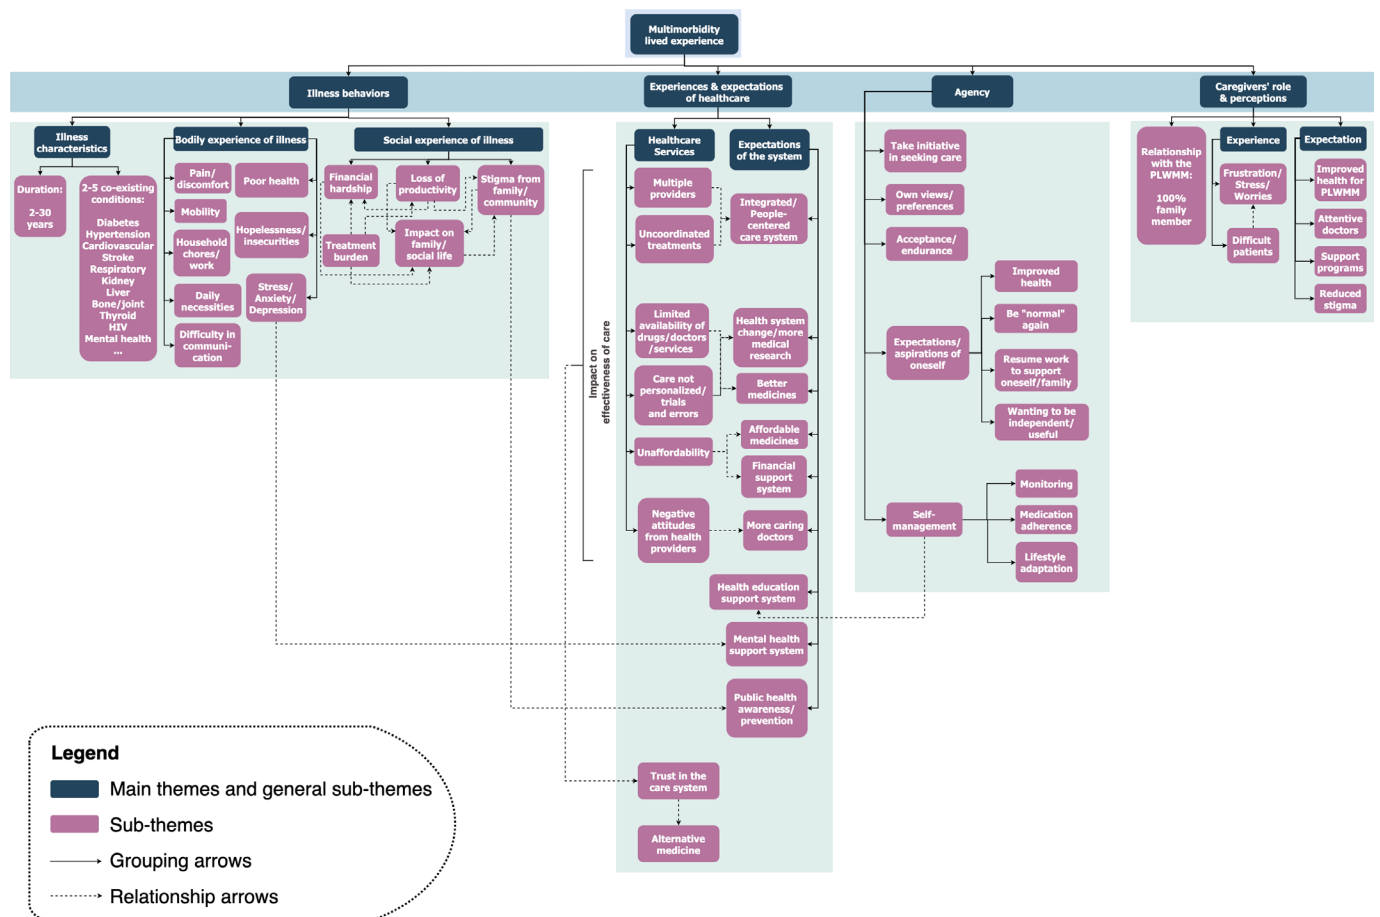 Multimorbidity
lived experience
Illness behaviors
Experiences & expectations
of healthcare
Agency
Caregivers' role
& perceptions
Illness
characteristics
Duration:
2-30
years
2-5 co-existing
conditions:
Diabetes
Hypertension
Cardiovascular
Stroke
Respiratory
Kidney
Liver
Bone/joint
Thyroid
HIV
Mental health
...
Bodily experience of illness
Pain/
discomfort
Mobility
Household
chores/
work
Daily
necessities
Difficulty in
communi-
cation
Poor health
Hopelessness/
insecurities
Stress/
Anxiety/
Depression
Social experience of illness
Financial
hardship
Loss of
productivity
Stigma from
family/
community
Treatment
burden
Impact on
family/
social life
Impact on
effectiveness of care
Healthcare
Services
Multiple
providers
Uncoordinated
treatments
Limited
availability of
drugs/doctors
/services
Care not
personalized/
trials
and errors
Unaffordability
Negative
attitudes
from health
providers
Expectations
of the system
Integrated/
People-
centered
care system
Health system
change/more
medical
research
Better
medicines
Affordable
medicines
Financial
support
system
More caring
doctors
Health education
support system
Mental health
support system
Public health
awareness/
prevention
Trust in the
care system
Alternative
medicine
Take initiative
in seeking care
Own views/
preferences
Acceptance/
endurance
Expectations/
aspirations of
oneself
Improved
health
Be "normal"
again
Resume work
to support
oneself/family
Wanting to be
independent/
useful
Self-
management
Monitoring
Medication
adherence
Lifestyle
adaptation
Relationship
with the
PLWMM:
100%
family
member
Experience
Frustration/
Stress/
Worries
Difficult
patients
Expectation
Improved
health for
PLWMM
Attentive
doctors
Support
programs
Reduced
stigma
Legend
Main themes and general sub-themes
Sub-themes
Grouping arrows
Relationship arrows